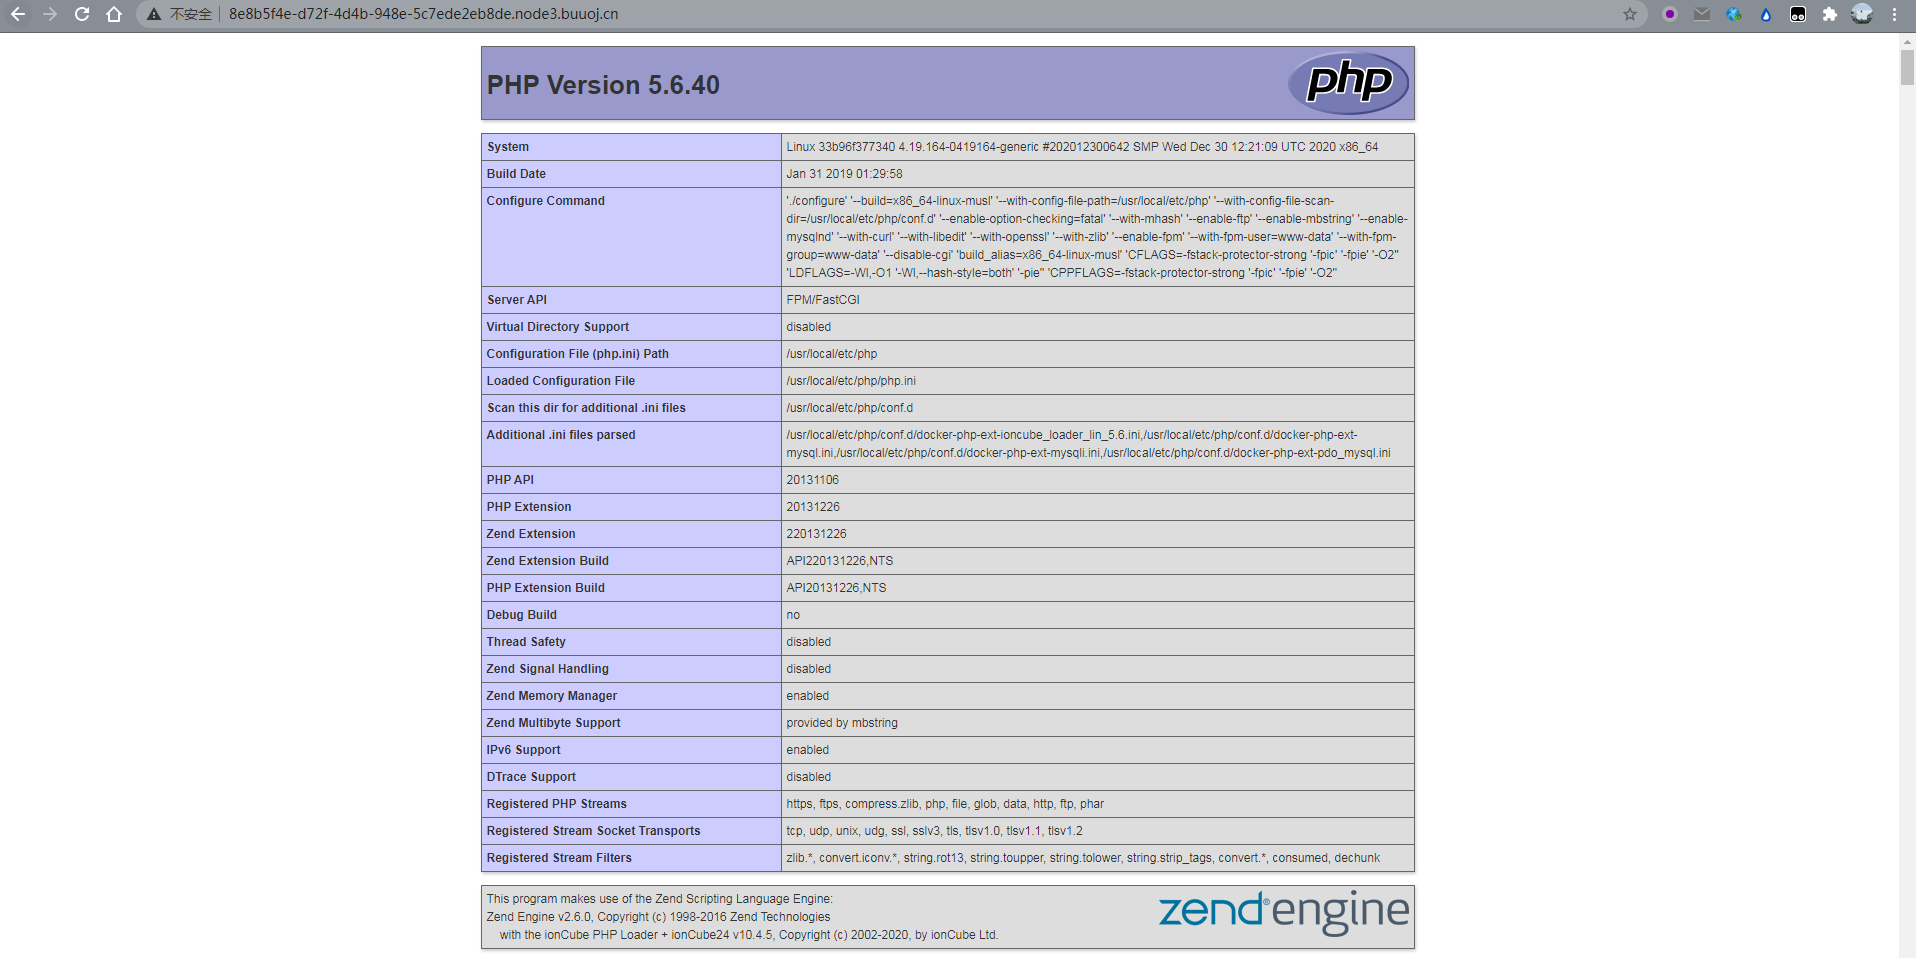 不安全 8e8b5f4e-d72f-4d4b-948e-5c7ede2eb8de.node3.buuoj.cn
PHP Version 5.6.40
php
System Linux 33b96f377340 4.19.164-0419164-generic #202012300642 SMP Wed Dec 30 12:21:09 UTC 2020 x86_64
Build Date Jan 31 2019 01:29:58
Configure Command './configure' '--build=x86_64-linux-musl' '--with-config-file-path=/usr/local/etc/php' '--with-config-file-scan-
dir=/usr/local/etc/php/conf.d' '--enable-option-checking=fatal' '--with-mhash' '--enable-ftp' '--enable-mbstring' '--enable-
mysqlnd' '--with-curl' '--with-libedit' '--with-openssl' '--with-zlib' '--enable-fpm' '--with-fpm-user=www-data' '--with-fpm-
group=www-data' '--disable-cgi' 'build_alias=x86_64-linux-musl' 'CFLAGS=-fstack-protector-strong '-fpic' '-fpie' '-O2''
'LDFLAGS=-Wl,-O1 '-Wl,--hash-style=both' '-pie'' 'CPPFLAGS=-fstack-protector-strong '-fpic' '-fpie' '-O2''
Server API FPM/FastCGI
Virtual Directory Support disabled
Configuration File (php.ini) Path /usr/local/etc/php
Loaded Configuration File /usr/local/etc/php/php.ini
Scan this dir for additional .ini files /usr/local/etc/php/conf.d
Additional .ini files parsed /usr/local/etc/php/conf.d/docker-php-ext-ioncube_loader_lin_5.6.ini,/usr/local/etc/php/conf.d/docker-php-ext-
mysql.ini,/usr/local/etc/php/conf.d/docker-php-ext-mysqli.ini,/usr/local/etc/php/conf.d/docker-php-ext-pdo_mysql.ini
PHP API 20131106
PHP Extension 20131226
Zend Extension 220131226
Zend Extension Build API220131226,NTS
PHP Extension Build API20131226,NTS
Debug Build no
Thread Safety disabled
Zend Signal Handling disabled
Zend Memory Manager enabled
Zend Multibyte Support provided by mbstring
IPv6 Support enabled
DTrace Support disabled
Registered PHP Streams https, ftps, compress.zlib, php, file, glob, data, http, ftp, phar
Registered Stream Socket Transports tcp, udp, unix, udg, ssl, sslv3, tls, tlsv1.0, tlsv1.1, tlsv1.2
Registered Stream Filters zlib.*, convert.iconv.*, string.rot13, string.toupper, string.tolower, string.strip_tags, convert.*, consumed, dechunk
This program makes use of the Zend Scripting Language Engine:
Zend Engine v2.6.0, Copyright (c) 1998-2016 Zend Technologies
with the ionCube PHP Loader + ionCube24 v10.4.5, Copyright (c) 2002-2020, by ionCube Ltd.
zend® engine